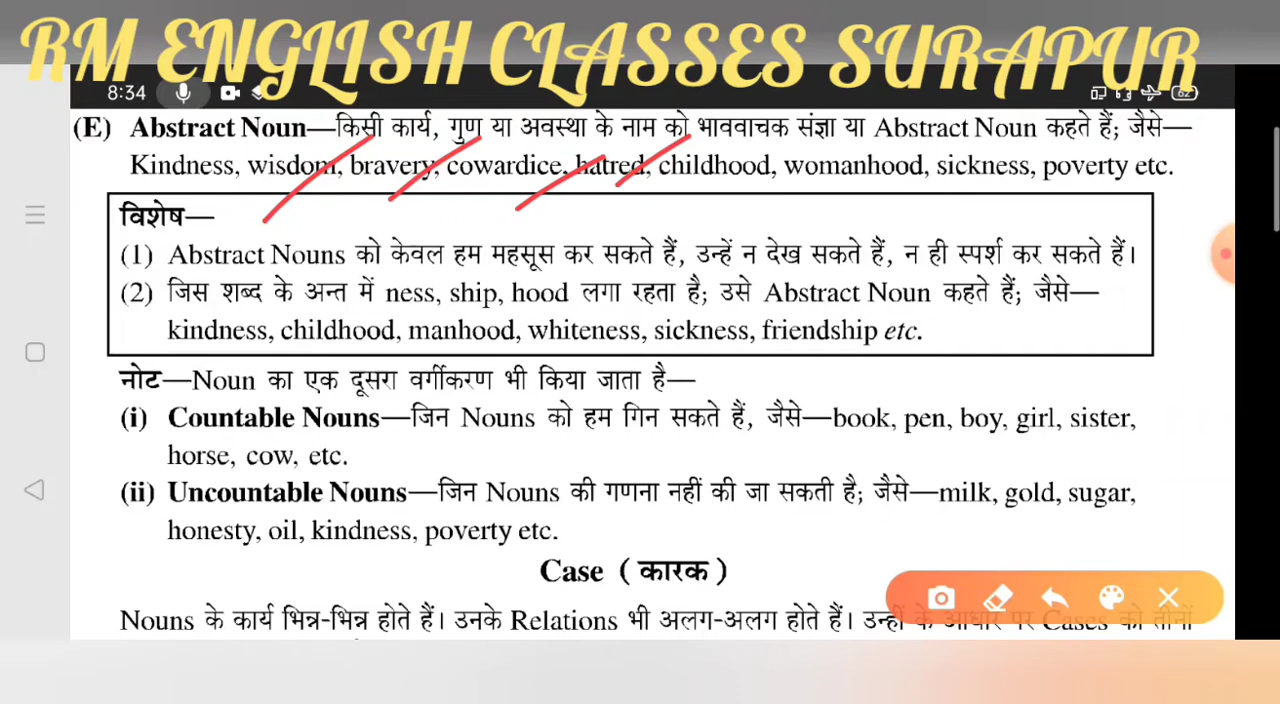 RM ENGLISH CLASSES SURAPUR
8:34
62
(E) Abstract Noun—किसी कार्य, गुण या अवस्था के नाम को भाववाचक संज्ञा या Abstract Noun कहते हैं; जैसे—
Kindness, wisdom, bravery, cowardice, hatred, childhood, womanhood, sickness, poverty etc.
विशेष—
(1) Abstract Nouns को केवल हम महसूस कर सकते हैं, उन्हें न देख सकते हैं, न ही स्पर्श कर सकते हैं।
(2) जिस शब्द के अन्त में ness, ship, hood लगा रहता है; उसे Abstract Noun कहते हैं; जैसे—
kindness, childhood, manhood, whiteness, sickness, friendship etc.
नोट—Noun का एक दूसरा वर्गीकरण भी किया जाता है—
(i) Countable Nouns—जिन Nouns को हम गिन सकते हैं, जैसे—book, pen, boy, girl, sister,
horse, cow, etc.
(ii) Uncountable Nouns—जिन Nouns की गणना नहीं की जा सकती है; जैसे—milk, gold, sugar,
honesty, oil, kindness, poverty etc.
Case ( कारक )
Nouns के कार्य भिन्न-भिन्न होते हैं। उनके Relations भी अलग-अलग होते हैं। उन्हीं के आधार पर Cases को तीनों